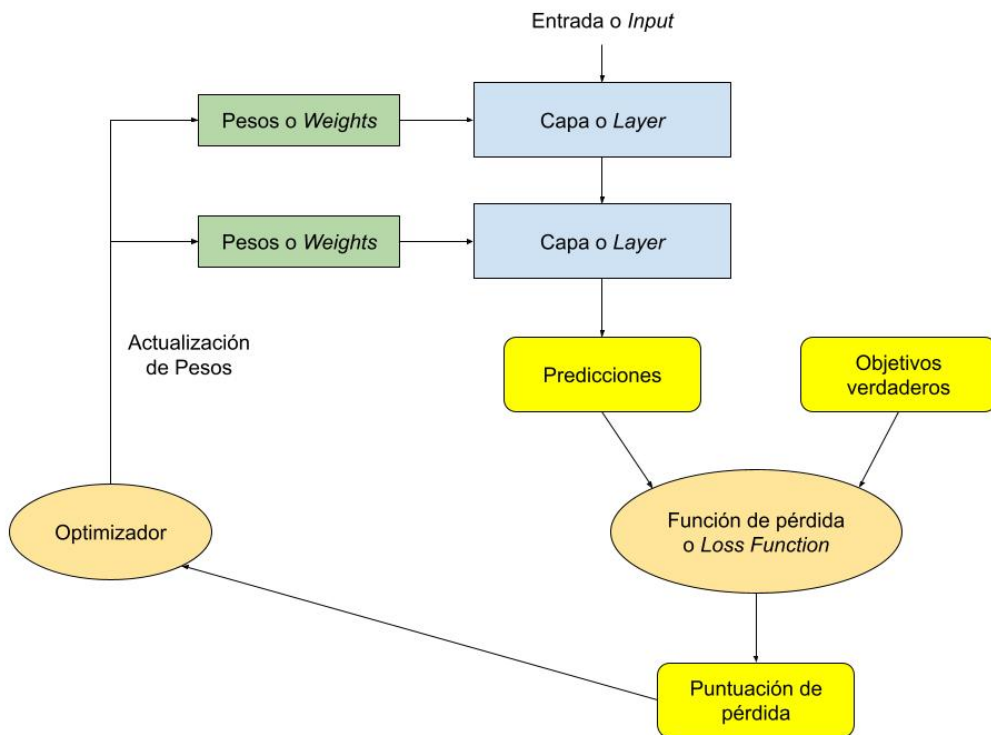 Entrada o Input
Pesos o Weights
Capa o Layer
Pesos o Weights
Capa o Layer
Actualización
de Pesos
Predicciones
Objetivos
verdaderos
Optimizador
Función de pérdida
o Loss Function
Puntuación de
pérdida